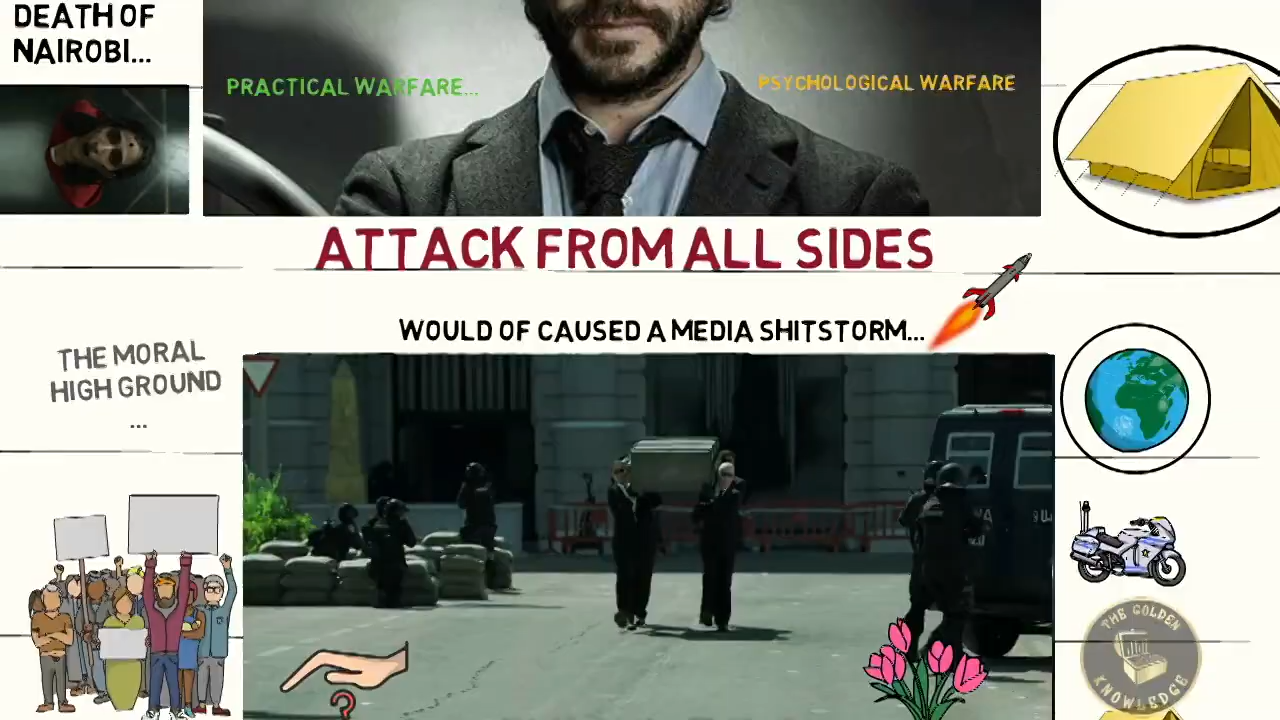 DEATH OF
NAIROBI...
PRACTICAL WARFARE...
PSYCHOLOGICAL WARFARE
ATTACK FROM ALL SIDES
WOULD OF CAUSED A MEDIA SHITSTORM...
THE MORAL
HIGH GROUND
...
?
THE GOLDEN
KNOWLEDGE